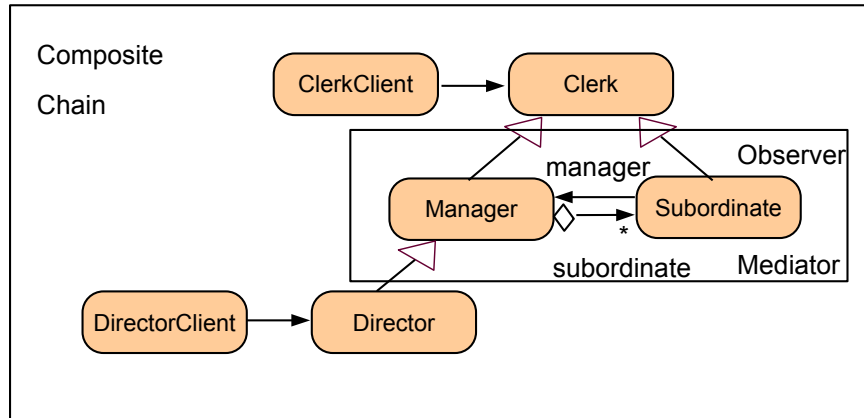 Composite
ClerkClient
Clerk
Chain
Observer
manager
Manager
Subordinate
*
subordinate
Mediator
DirectorClient
Director